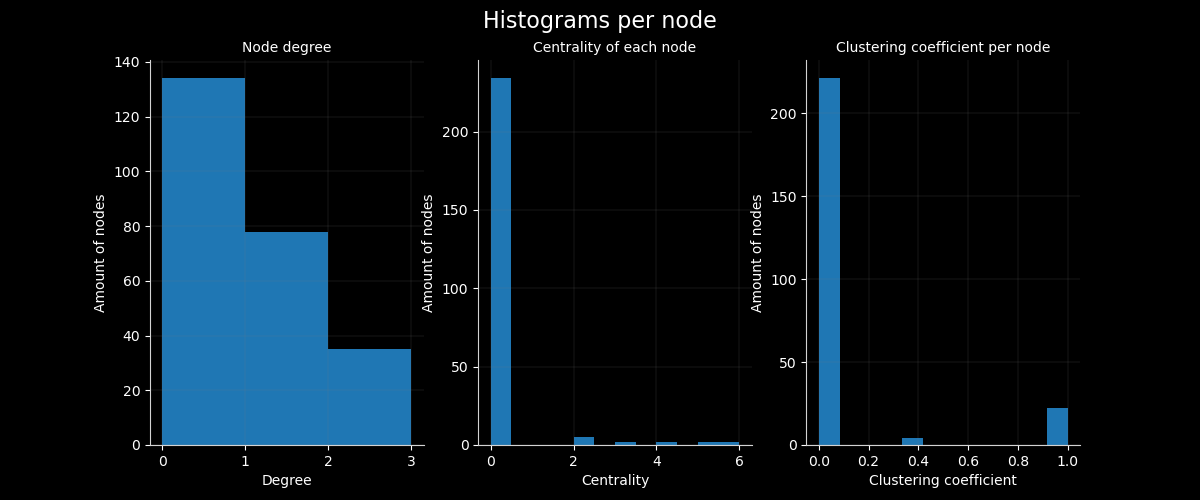 Histograms per node
Node degree
Amount of nodes
140
120
100
80
60
40
20
0
0 1 2 3
Degree
Centrality of each node
Amount of nodes
200
150
100
50
0
0 2 4 6
Centrality
Clustering coefficient per node
Amount of nodes
200
150
100
50
0
0.0 0.2 0.4 0.6 0.8 1.0
Clustering coefficient